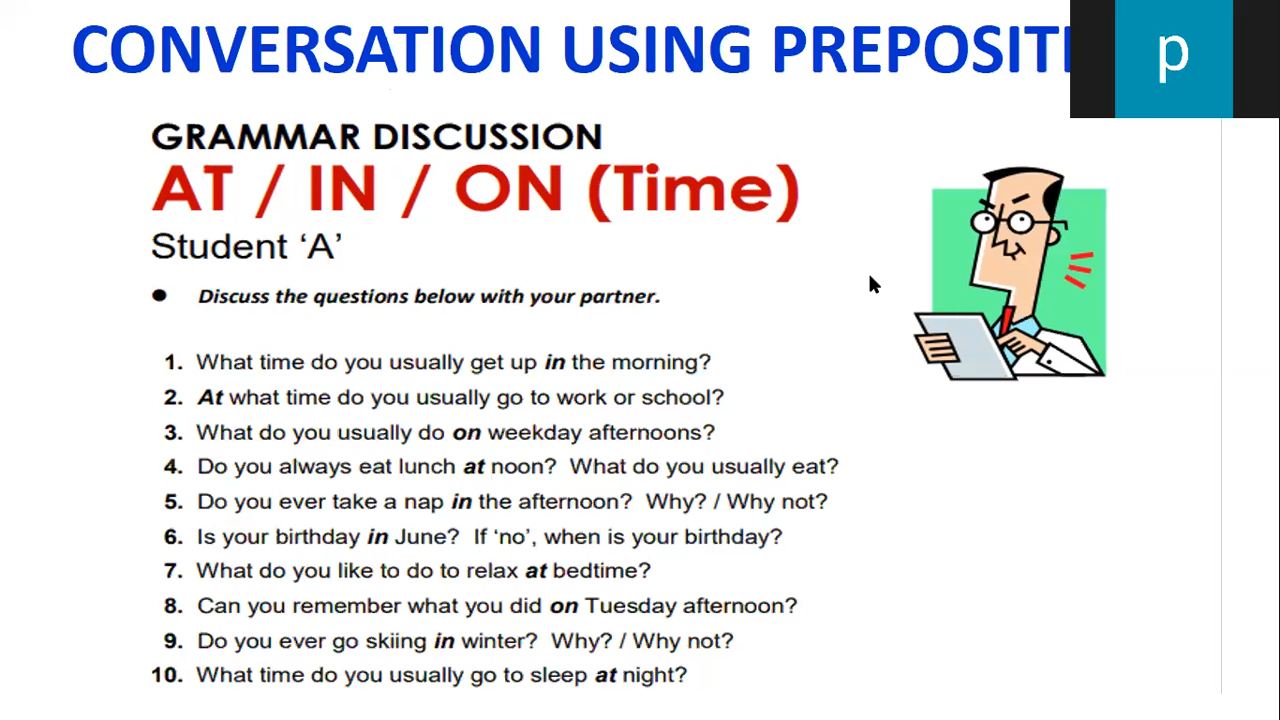 CONVERSATION USING PREPOSITI
p
GRAMMAR DISCUSSION
AT / IN / ON (Time)
Student ‘A’
● Discuss the questions below with your partner.
1. What time do you usually get up in the morning?
2. At what time do you usually go to work or school?
3. What do you usually do on weekday afternoons?
4. Do you always eat lunch at noon? What do you usually eat?
5. Do you ever take a nap in the afternoon? Why? / Why not?
6. Is your birthday in June? If ‘no’, when is your birthday?
7. What do you like to do to relax at bedtime?
8. Can you remember what you did on Tuesday afternoon?
9. Do you ever go skiing in winter? Why? / Why not?
10. What time do you usually go to sleep at night?